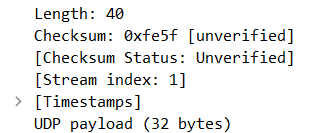 Length: 40
Checksum: 0xfe5f [unverified]
[Checksum Status: Unverified]
[Stream index: 1]
[Timestamps]
UDP payload (32 bytes)